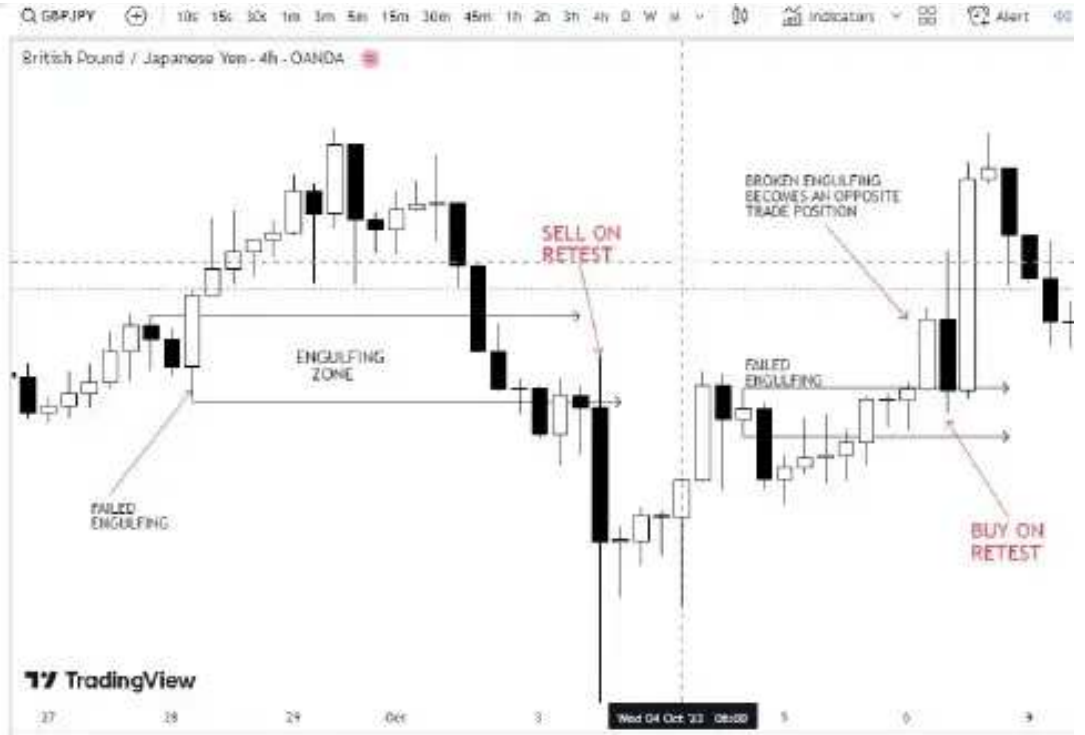 GBPJPY 10s 15s 30s 1m 3m 5m 15m 30m 45m 1h 2h 3h 4h D W M Indicators Alert
British Pound / Japanese Yen - 4h - OANDA
BROKEN ENGULFING
BECOMES AN OPPOSITE
TRADE POSITION
SELL ON
RETEST
ENGULFING
ZONE
FAILED
ENGULFING
FAILED
ENGULFING
BUY ON
RETEST
TradingView
27 28 29 Oct 3 Wed 04 Oct '23 08:00 5 6 9